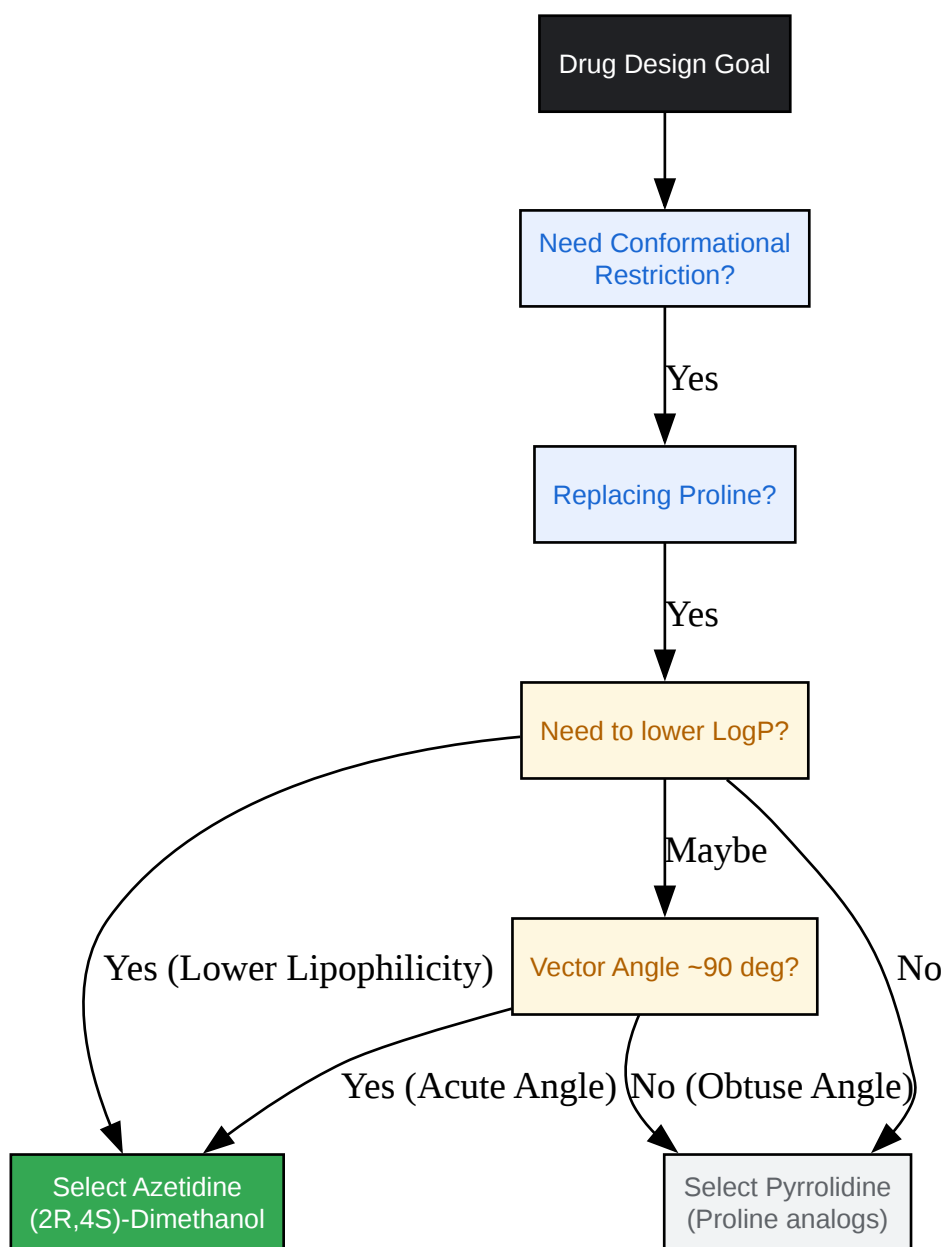 Drug Design Goal
Need Conformational
Restriction?
Yes
Replacing Proline?
Yes
Need to lower LogP?
Maybe
Yes (Lower Lipophilicity)
Vector Angle ~90 deg?
No
Yes (Acute Angle)
No (Obtuse Angle)
Select Azetidine
(2R,4S)-Dimethanol
Select Pyrrolidine
(Proline analogs)